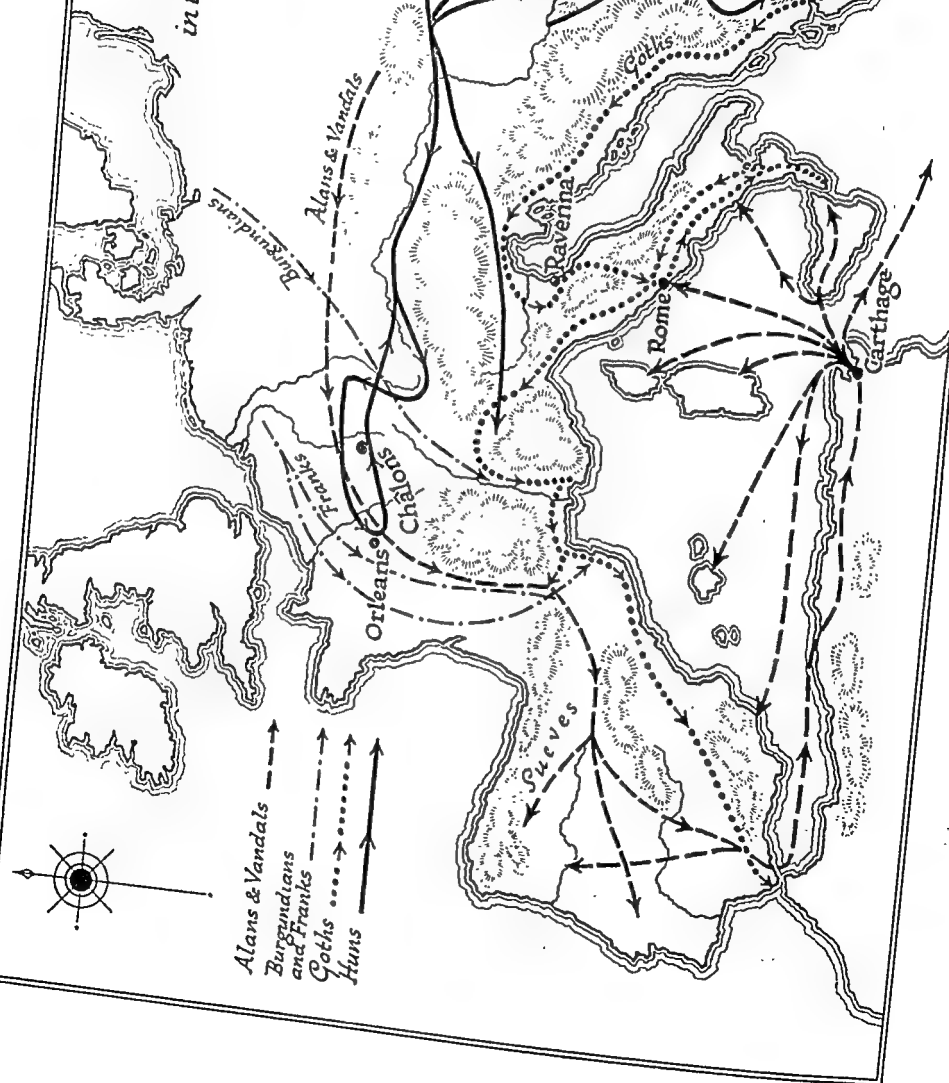 in
Goths
Alans & Vandals
Burgundians
Ravenna
Rome
Carthage
Franks
Chalons
Orleans
Sueves
Alans & Vandals
Burgundians
and Franks
Goths
Huns